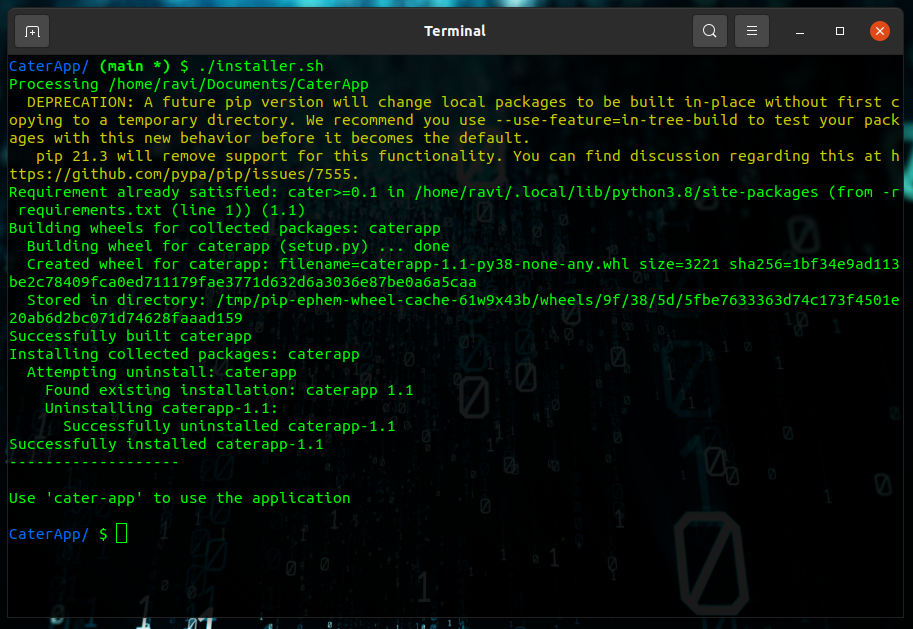 Terminal
CaterApp/ (main *) $ ./installer.sh
Processing /home/ravi/Documents/CaterApp
  DEPRECATION: A future pip version will change local packages to be built in-place without first c
opying to a temporary directory. We recommend you use --use-feature=in-tree-build to test your pack
ages with this new behavior before it becomes the default.
   pip 21.3 will remove support for this functionality. You can find discussion regarding this at h
ttps://github.com/pypa/pip/issues/7555.
Requirement already satisfied: cater>=0.1 in /home/ravi/.local/lib/python3.8/site-packages (from -r
 requirements.txt (line 1)) (1.1)
Building wheels for collected packages: caterapp
  Building wheel for caterapp (setup.py) ... done
  Created wheel for caterapp: filename=caterapp-1.1-py38-none-any.whl size=3221 sha256=1bf34e9ad113
be2c78409fca0ed711179fae3771d632d6a3036e87be0a6a5caa
  Stored in directory: /tmp/pip-ephem-wheel-cache-61w9x43b/wheels/9f/38/5d/5fbe7633363d74c173f4501e
20ab6d2bc071d74628faaad159
Successfully built caterapp
Installing collected packages: caterapp
  Attempting uninstall: caterapp
    Found existing installation: caterapp 1.1
    Uninstalling caterapp-1.1:
      Successfully uninstalled caterapp-1.1
Successfully installed caterapp-1.1
-------------------
Use 'cater-app' to use the application
CaterApp/ $